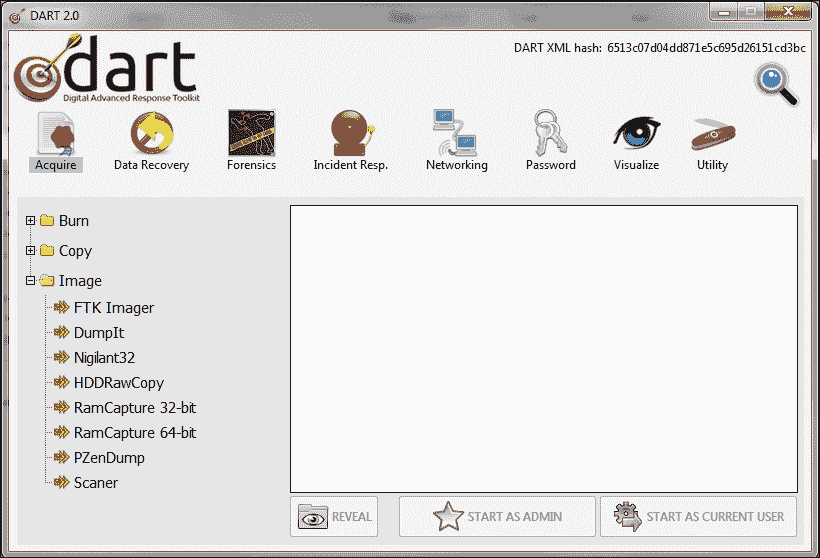 DART 2.0
DART XML hash: 6513c07d04dd871e5c695d26151cd3bc
dart
Digital Advanced Response Toolkit
Acquire Data Recovery Forensics Incident Resp. Networking Password Visualize Utility
Burn
Copy
Image
FTK Imager
DumpIt
Nigilant32
HDDRawCopy
RamCapture 32-bit
RamCapture 64-bit
PZenDump
Scaner
REVEAL START AS ADMIN START AS CURRENT USER